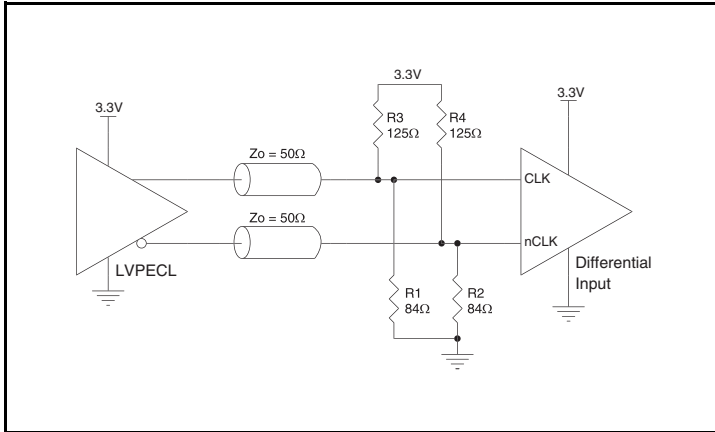 3.3V
3.3V
3.3V
R3
125Ω
R4
125Ω
Zo = 50Ω
CLK
Zo = 50Ω
nCLK
LVPECL
Differential
Input
R1
84Ω
R2
84Ω